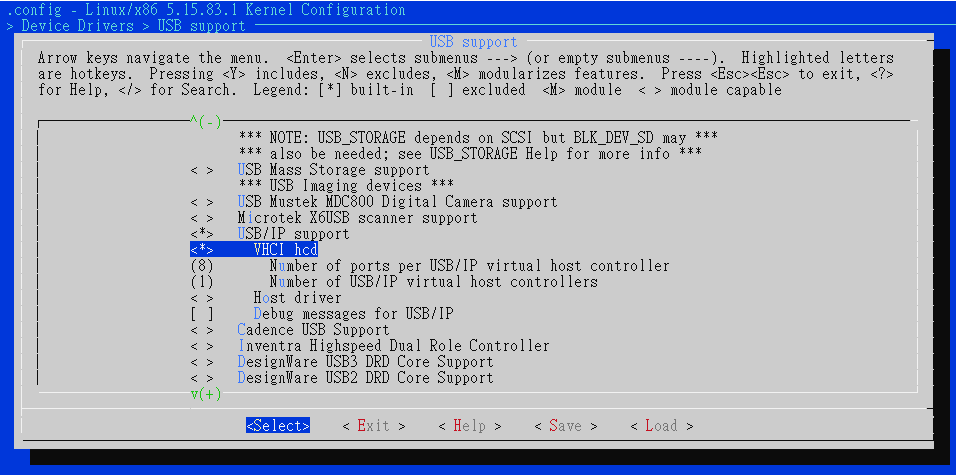 .config - Linux/x86 5.15.83.1 Kernel Configuration
> Device Drivers > USB support
USB support
Arrow keys navigate the menu.  <Enter> selects submenus ---> (or empty submenus ----).  Highlighted letters
are hotkeys.  Pressing <Y> includes, <N> excludes, <M> modularizes features.  Press <Esc><Esc> to exit, <?>
for Help, </> for Search.  Legend: [*] built-in  [ ] excluded  <M> module  < > module capable
^(-)
*** NOTE: USB_STORAGE depends on SCSI but BLK_DEV_SD may ***
*** also be needed; see USB_STORAGE Help for more info ***
< >   USB Mass Storage support
*** USB Imaging devices ***
< >   USB Mustek MDC800 Digital Camera support
< >   Microtek X6USB scanner support
<*>   USB/IP support
<*>     VHCI hcd
(8)       Number of ports per USB/IP virtual host controller
(1)       Number of USB/IP virtual host controllers
< >     Host driver
[ ]     Debug messages for USB/IP
< >   Cadence USB Support
< >   Inventra Highspeed Dual Role Controller
< >   DesignWare USB3 DRD Core Support
< >   DesignWare USB2 DRD Core Support
v(+)
<Select>    < Exit >    < Help >    < Save >    < Load >